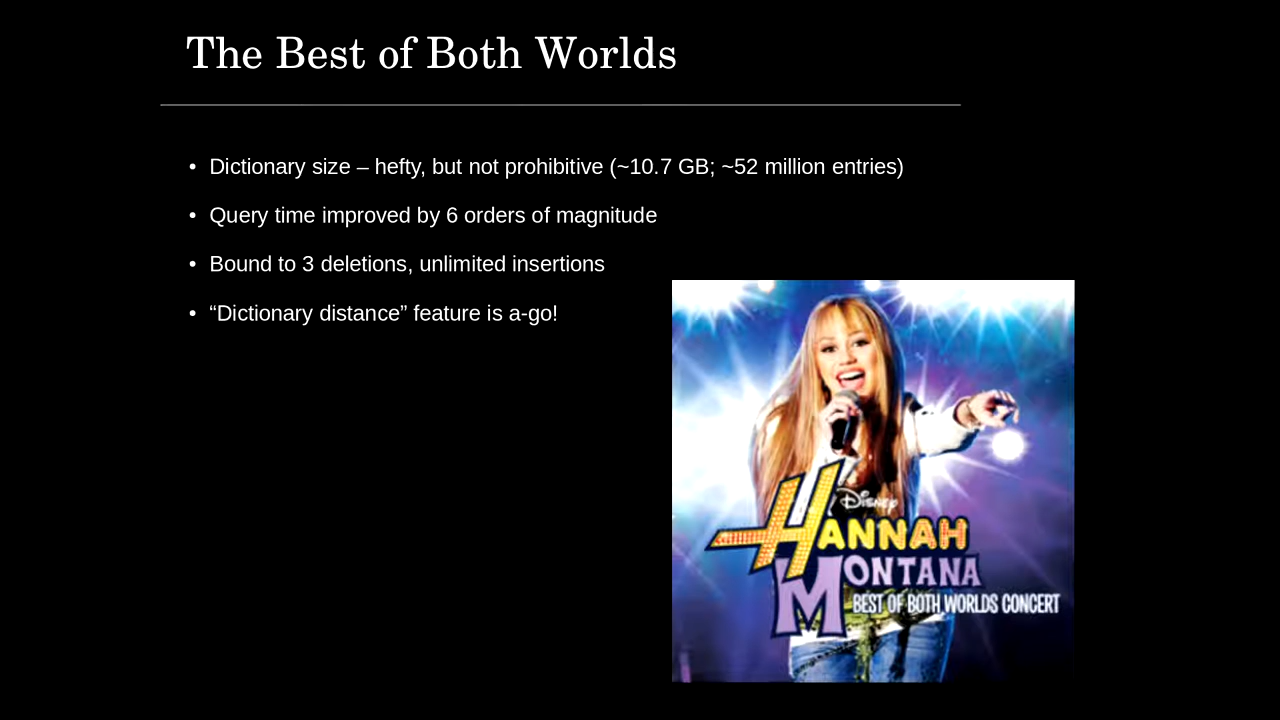 The Best of Both Worlds
• Dictionary size – hefty, but not prohibitive (~10.7 GB; ~52 million entries)
• Query time improved by 6 orders of magnitude
• Bound to 3 deletions, unlimited insertions
• “Dictionary distance” feature is a-go!
Disney
HANNAH
MONTANA
BEST OF BOTH WORLDS CONCERT